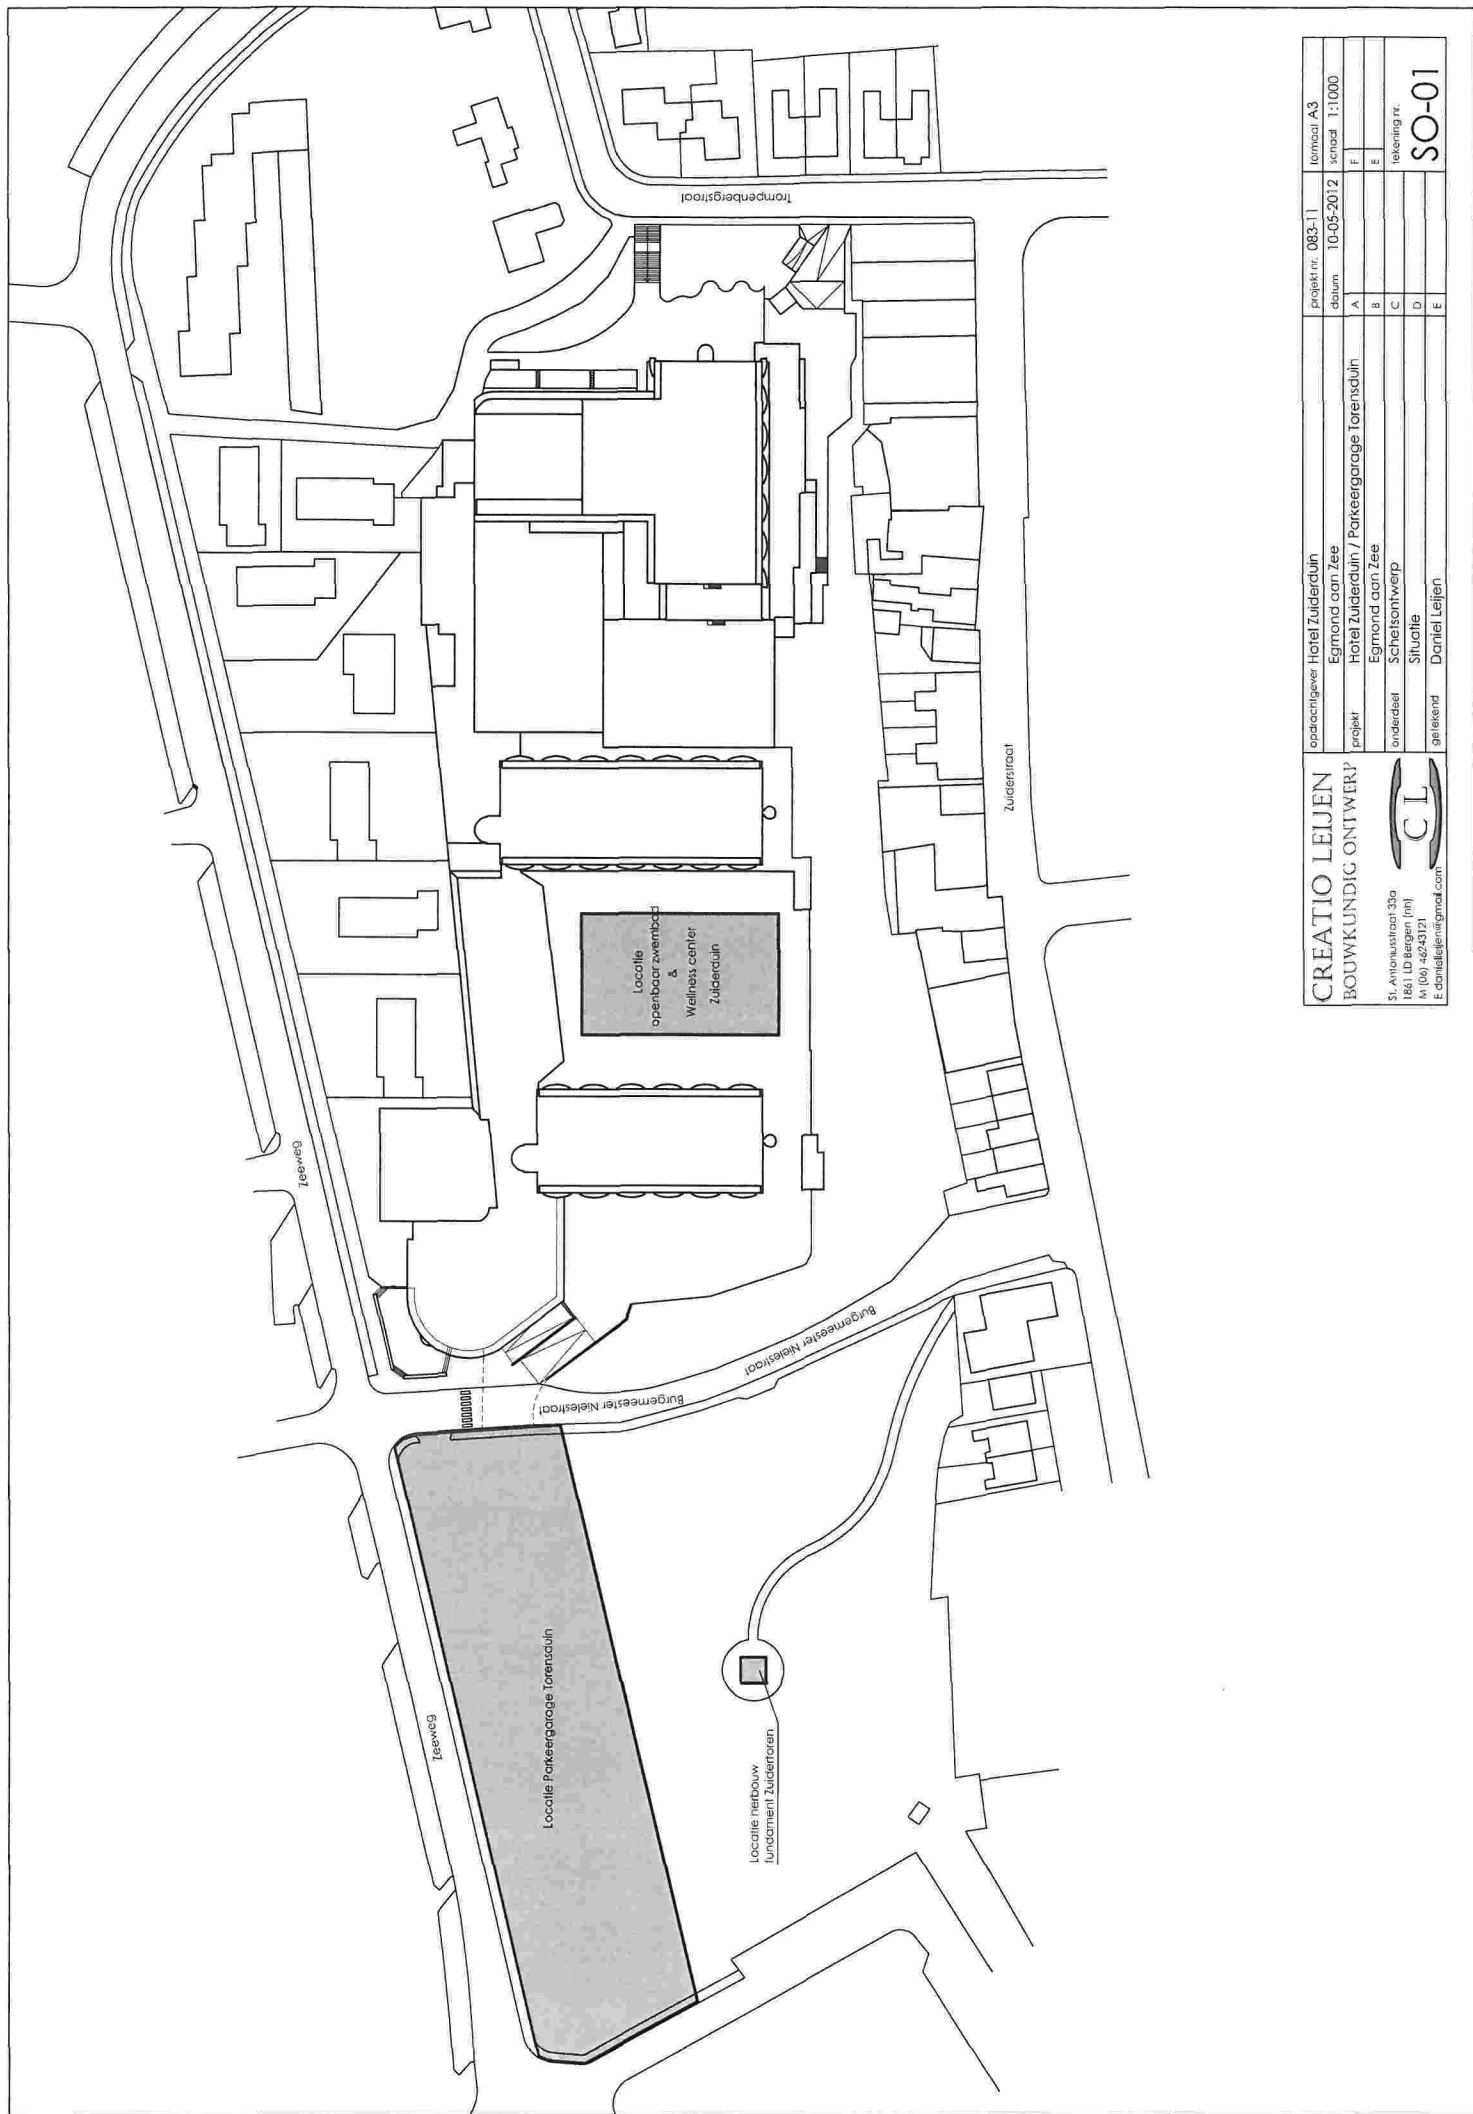 Trompenbergstraat
Zuiderstraat
Zeeweg
Zeeweg
Burgemeester Nielestraat
Burgemeester Nielestraat
Locatie
openbaar zwembad
&
Wellness center
Zuiderduin
Locatie Parkeergarage Torensduin
Locatie herbouw
fundament Zuidertoren
CREATIO LEIJEN
BOUWKUNDIG ONTWERP
St. Antoniusstraat 33a
1861 LD Bergen (nh)
M (06) 46243121
E danielleijen@gmail.com
C L
opdrachtgever Hotel Zuiderduin
Egmond aan Zee
projekt Hotel Zuiderduin / Parkeergarage Torensduin
Egmond aan Zee
onderdeel Schetsontwerp
Situatie
getekend Daniel Leijen
projekt nr. 083-11 formaat A3
datum 10-05-2012 schaal 1:1000
A F
B E
C tekening nr.
D SO-01
E